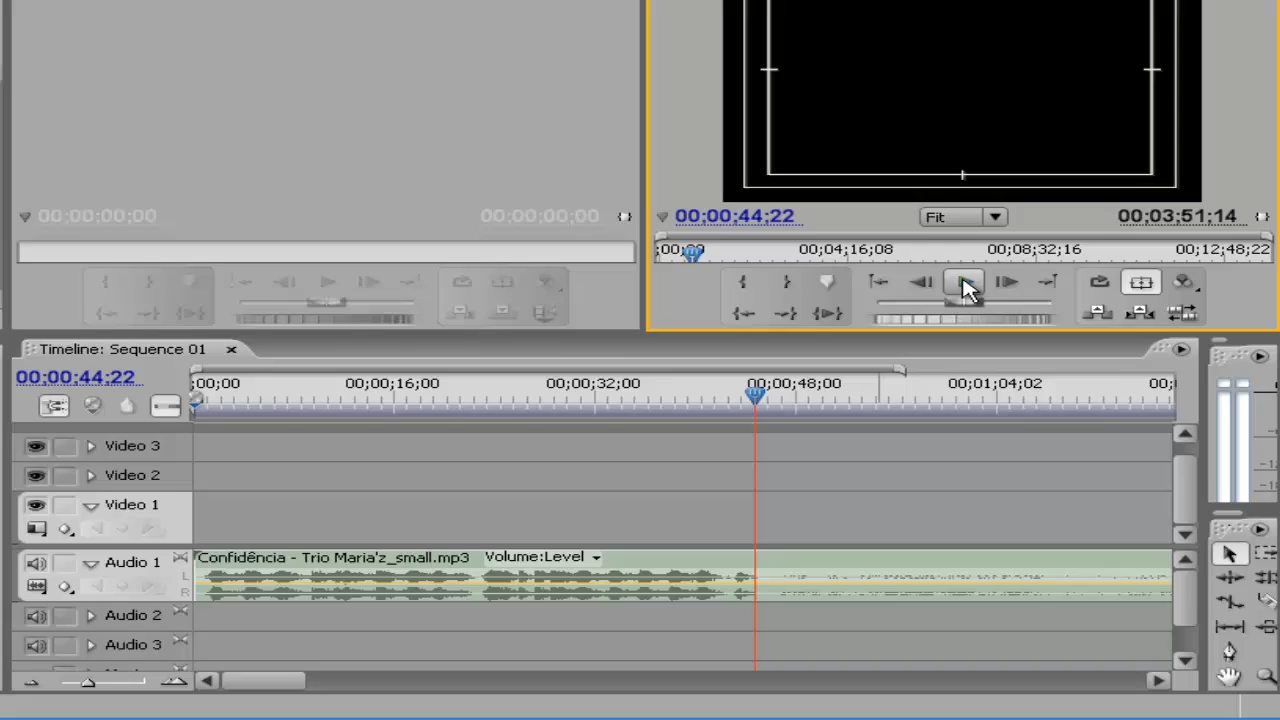 00;00;00;00
00;00;00;00
00;00;44;22
Fit
00;03;51;14
;00;00
00;04;16;08
00;08;32;16
00;12;48;22
Timeline: Sequence 01
00;00;44;22
;00;00
00;00;16;00
00;00;32;00
00;00;48;00
00;01;04;02
00;
Video 3
Video 2
Video 1
Confidência - Trio Maria'z_small.mp3
Volume:Level
Audio 1
L
R
Audio 2
Audio 3